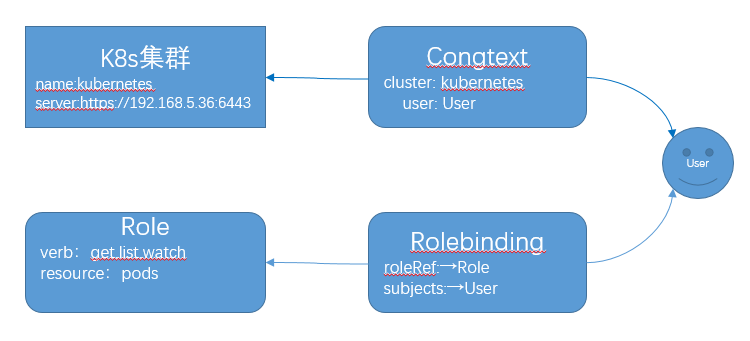 K8s集群
name:kubernetes
server:https://192.168.5.36:6443
Congtext
cluster: kubernetes
user: User
User
Role
verb：get.list.watch
resource：pods
Rolebinding
roleRef:→Role
subjects:→User